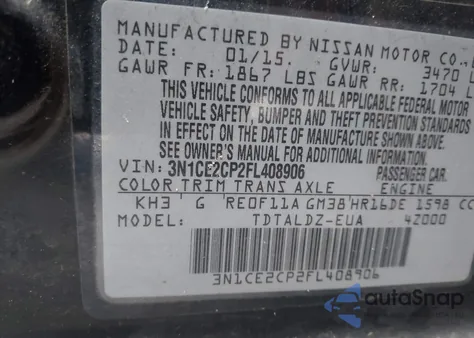 MANUFACTURED BY NISSAN MOTOR CO.,
DATE: 01/15. GVWR: 3470
GAWR FR: 1867 LBS GAWR RR: 1704 L
THIS VEHICLE CONFORMS TO ALL APPLICABLE FEDERAL MOTOR
VEHICLE SAFETY, BUMPER AND THEFT PREVENTION STANDARDS
IN EFFECT ON THE DATE OF MANUFACTURE SHOWN ABOVE.
SEE OWNER'S MANUAL FOR ADDITIONAL INFORMATION.
VIN: 3N1CE2CP2FL408906 PASSENGER CAR.
COLOR TRIM TRANS AXLE ENGINE
KH3 G RE0F11A GM38 HR16DE 1598 CC
MODEL: TDTALDZ-EUA 42000
3N1CE2CP2FL408906
autoSnap